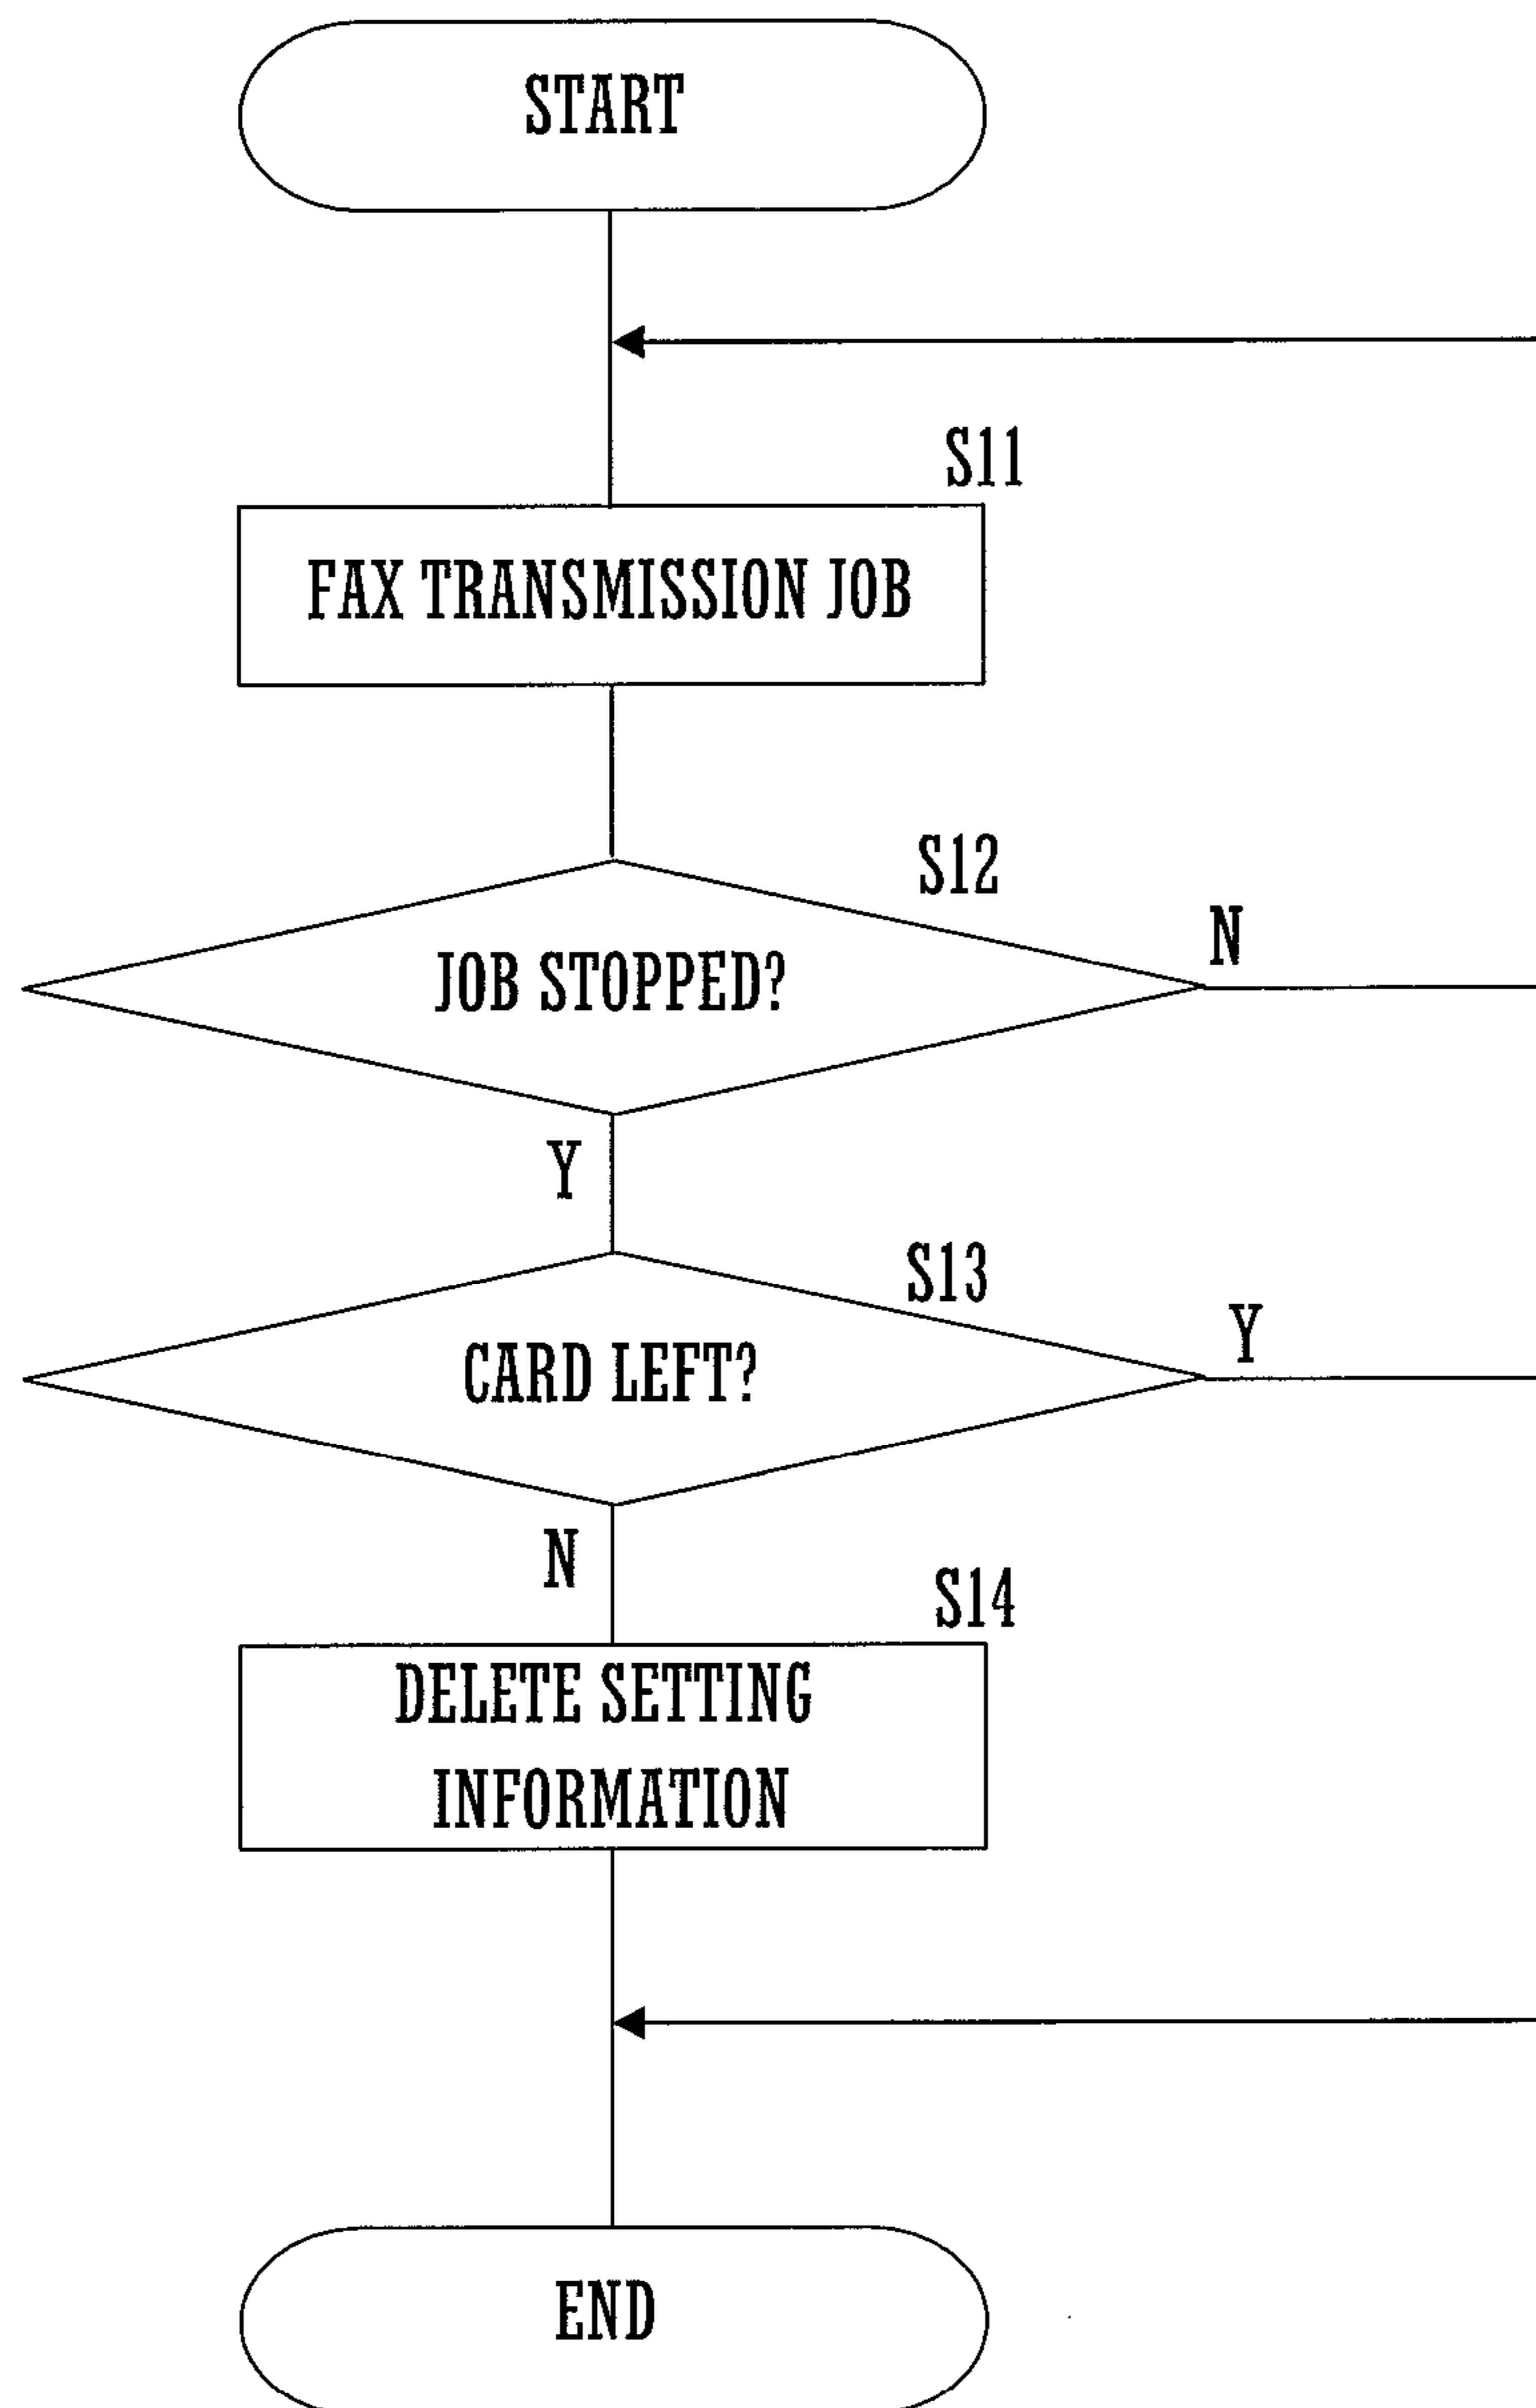 START
S11
FAX TRANSMISSION JOB
S12
N
JOB STOPPED?
Y
S13
Y
CARD LEFT?
N
S14
DELETE SETTING
INFORMATION
END